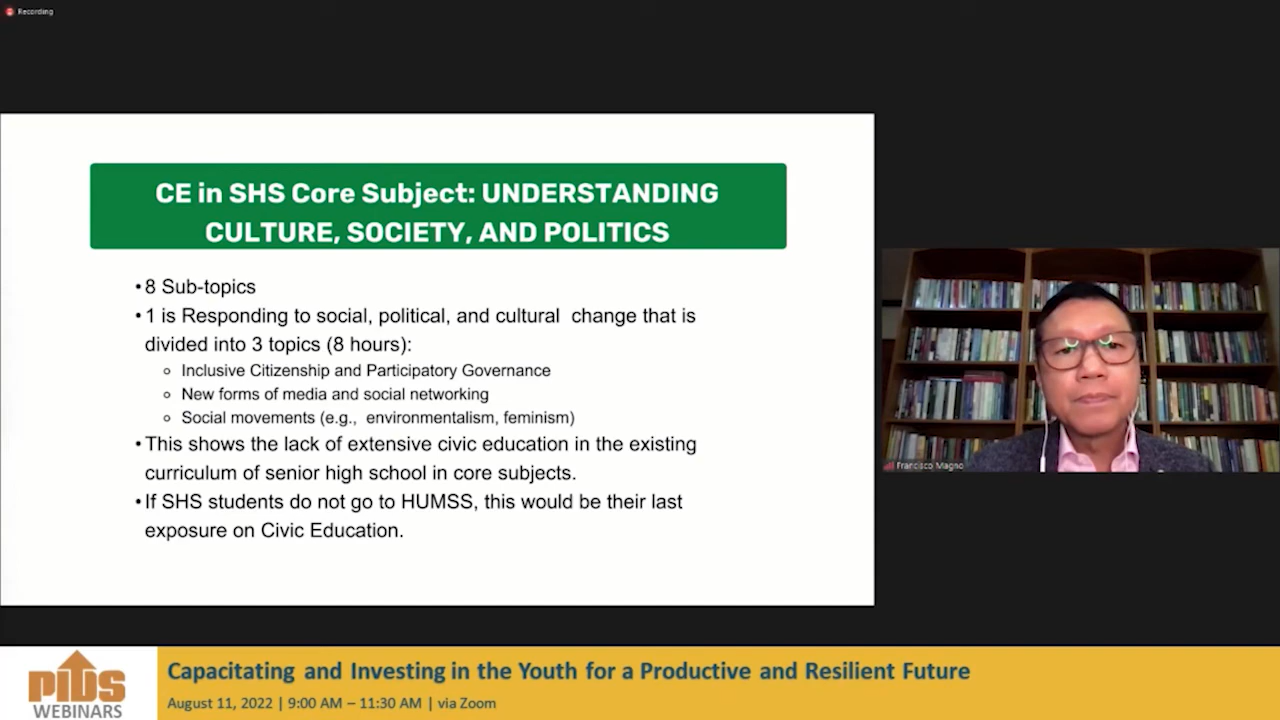 Recording
CE in SHS Core Subject: UNDERSTANDING
CULTURE, SOCIETY, AND POLITICS
•8 Sub-topics
•1 is Responding to social, political, and cultural change that is
divided into 3 topics (8 hours):
○ Inclusive Citizenship and Participatory Governance
○ New forms of media and social networking
○ Social movements (e.g., environmentalism, feminism)
•This shows the lack of extensive civic education in the existing
curriculum of senior high school in core subjects.
•If SHS students do not go to HUMSS, this would be their last
exposure on Civic Education.
Francisco Magno
pids
WEBINARS
Capacitating and Investing in the Youth for a Productive and Resilient Future
August 11, 2022 | 9:00 AM – 11:30 AM | via Zoom